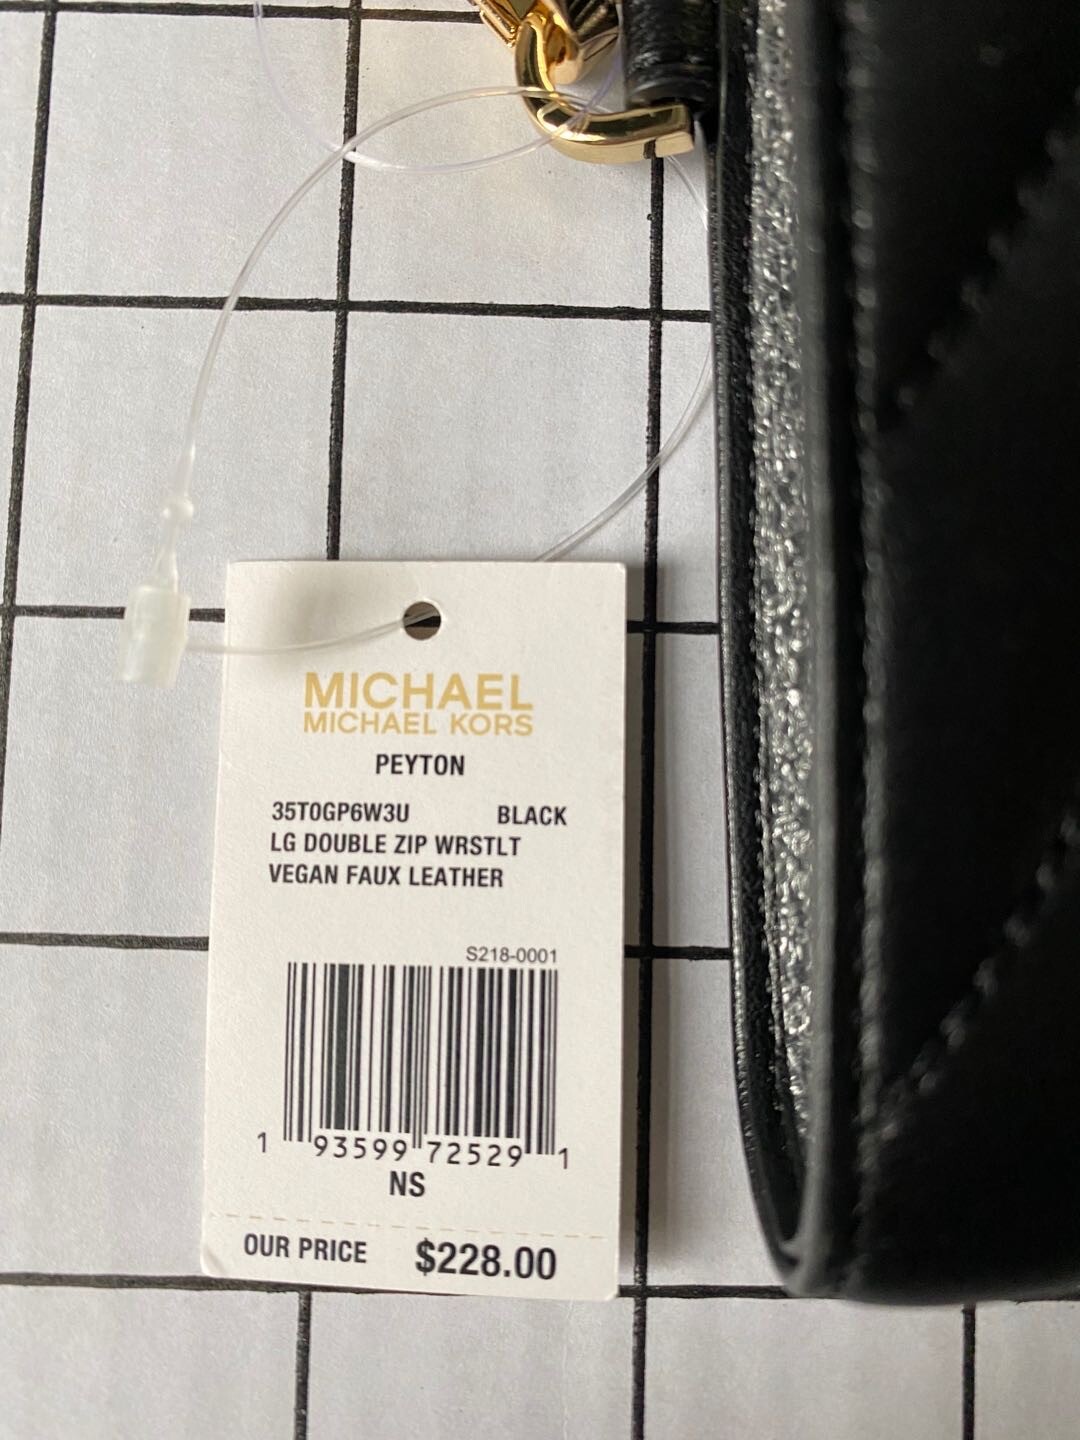 MICHAEL
MICHAEL KORS
PEYTON
35T0GP6W3U BLACK
LG DOUBLE ZIP WRSTLT
VEGAN FAUX LEATHER
S218-0001
1 93599 72529 1
NS
OUR PRICE $228.00